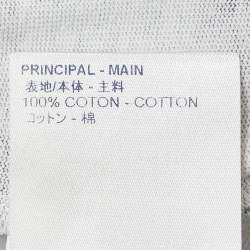 PRINCIPAL - MAIN
表地/本体 - 主料
100% COTON - COTTON
コットン - 棉